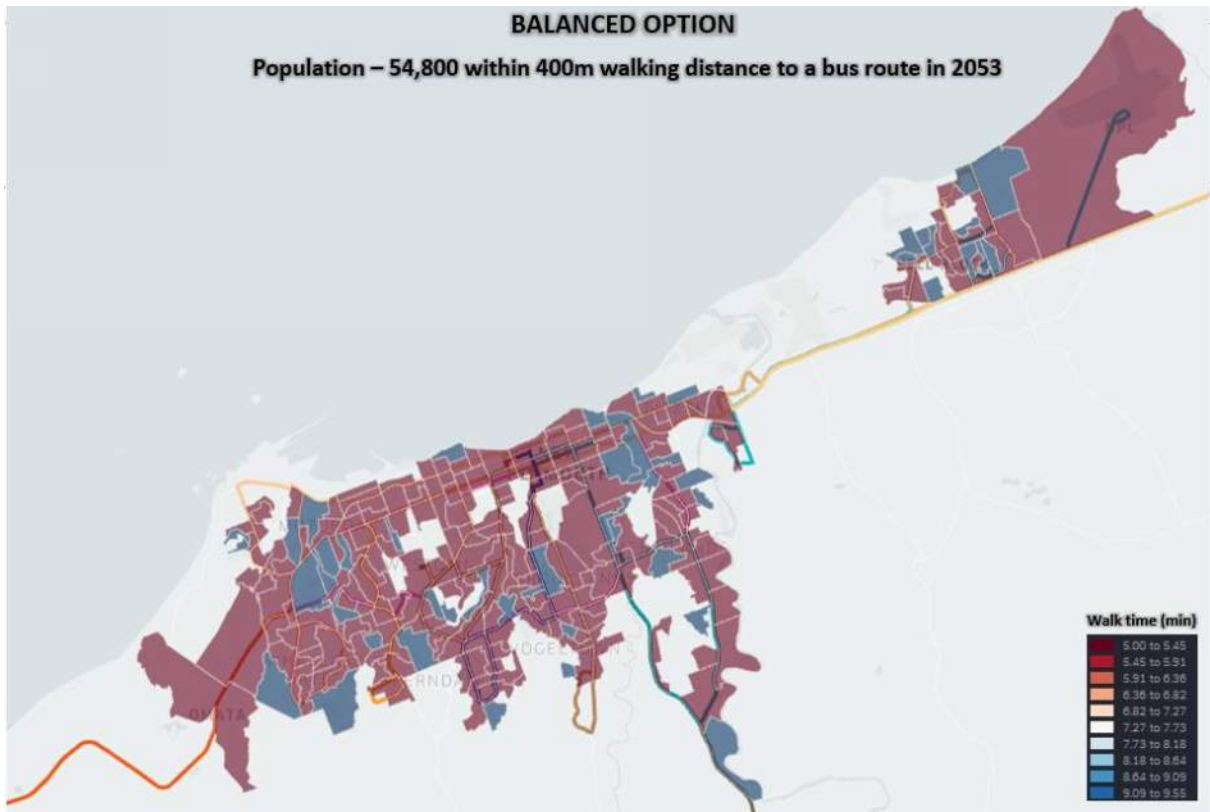 BALANCED OPTION
Population – 54,800 within 400m walking distance to a bus route in 2053
OMATA
Walk time (min)
5.00 to 5.45
5.45 to 5.91
5.91 to 6.36
6.36 to 6.82
6.82 to 7.27
7.27 to 7.73
7.73 to 8.18
8.18 to 8.64
8.64 to 9.09
9.09 to 9.55